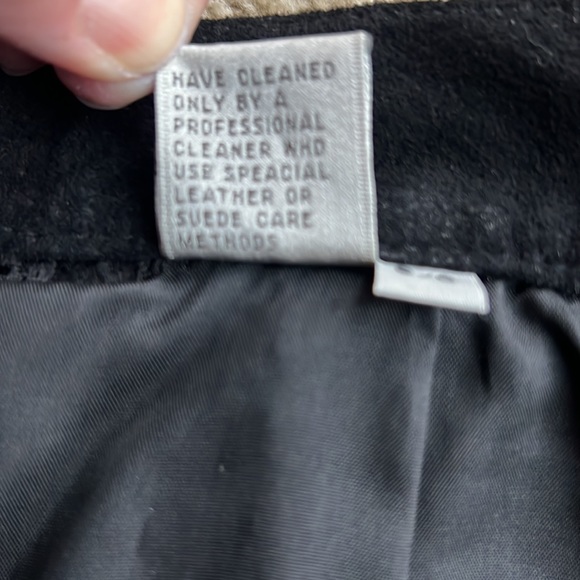 HAVE CLEANED
ONLY BY A
PROFESSIONAL
CLEANER WHO
USE SPEACIAL
LEATHER OR
SUEDE CARE
METHODS